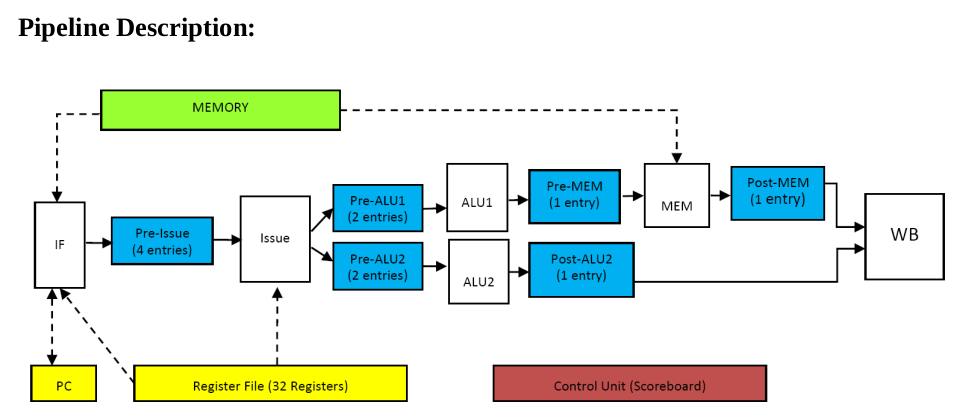 Pipeline Description:
MEMORY
IF
Pre-Issue
(4 entries)
Issue
Pre-ALU1
(2 entries)
Pre-ALU2
(2 entries)
ALU1
ALU2
Pre-MEM
(1 entry)
Post-ALU2
(1 entry)
MEM
Post-MEM
(1 entry)
WB
PC
Register File (32 Registers)
Control Unit (Scoreboard)